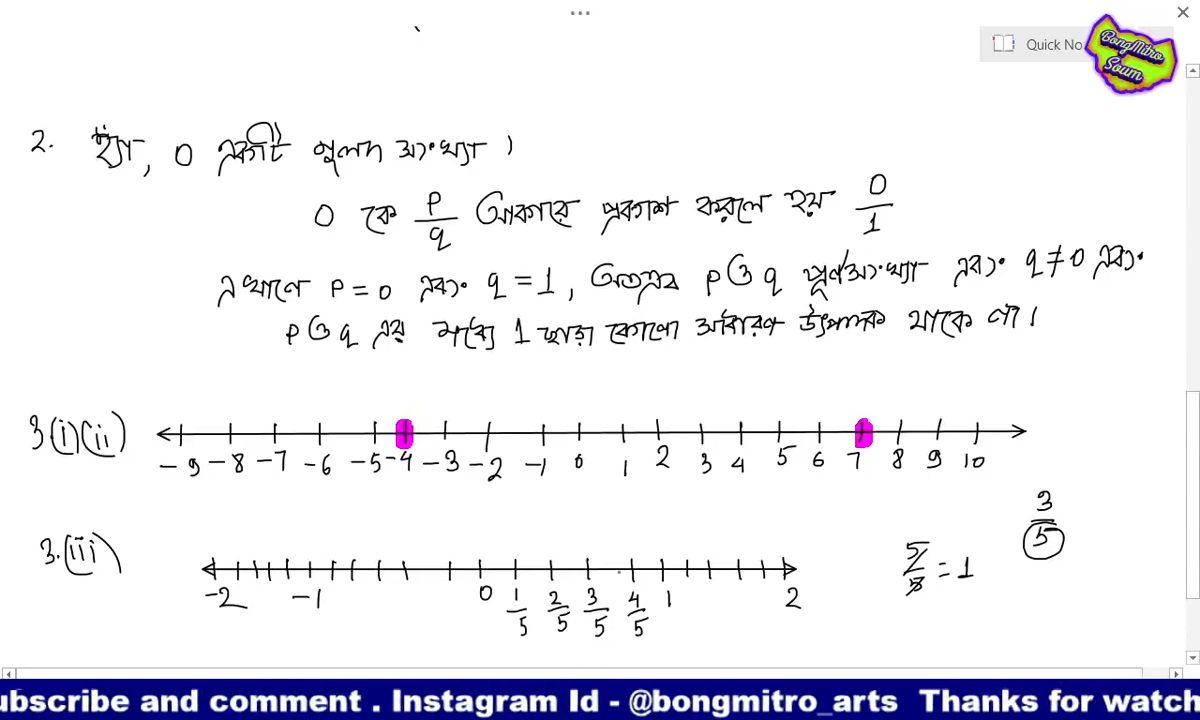 Quick No
BongMitro
Soum
2. হ্যাঁ, 0 একটি মূলদ সংখ্যা ।
0 কে p/q আকারে প্রকাশ করলে হয় 0/1
এখানে p = 0 এবং q = 1, অতএব p ও q পূর্ণসংখ্যা এবং q ≠ 0 এবং
p ও q এর মধ্যে 1 ছাড়া কোনো সাধারণ উৎপাদক থাকে না।
3(i)(ii)
-9 -8 -7 -6 -5 -4 -3 -2 -1 0 1 2 3 4 5 6 7 8 9 10
3/5
3.(iii)
5/5 = 1
-2 -1 0 1/5 2/5 3/5 4/5 1 2
ubscribe and comment . Instagram Id - @bongmitro_arts Thanks for watch